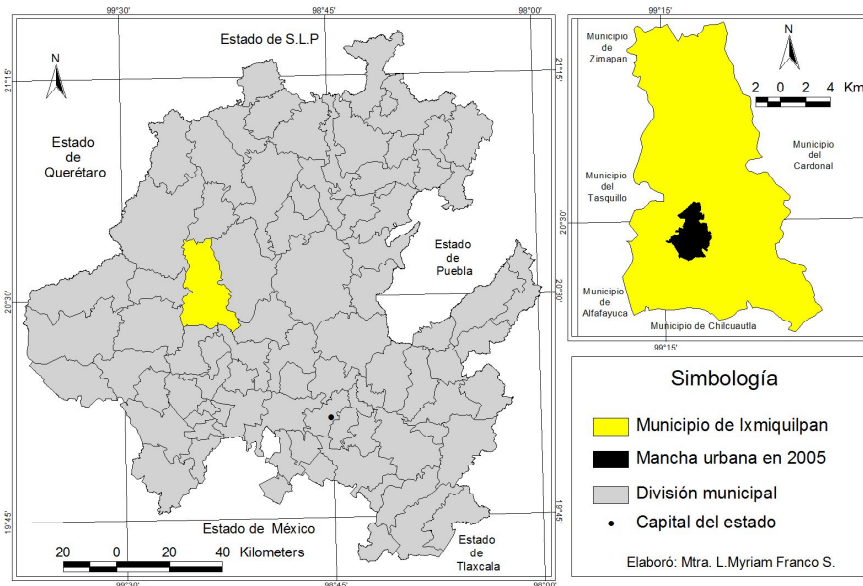 99°30'
98°45'
98°00'
Estado de S.L.P
N
21°15'
21°15'
Estado
de
Querétaro
Estado
de
Puebla
20°30'
20°30'
19°45'
19°45'
Estado de México
Estado
de
Tlaxcala
20 0 20 40 Kilometers
99°30'
98°45'
98°00'
99°15'
Municipio
de
Zimapan
N
2 0 2 4 Km
Municipio
del
Cardonal
Municipio
del
Tasquillo
20°30'
20°30'
Municipio
de
Alfafayuca
Municipio de Chilcuautla
99°15'
Simbología
Municipio de Ixmiquilpan
Mancha urbana en 2005
División municipal
Capital del estado
Elaboró: Mtra. L.Myriam Franco S.